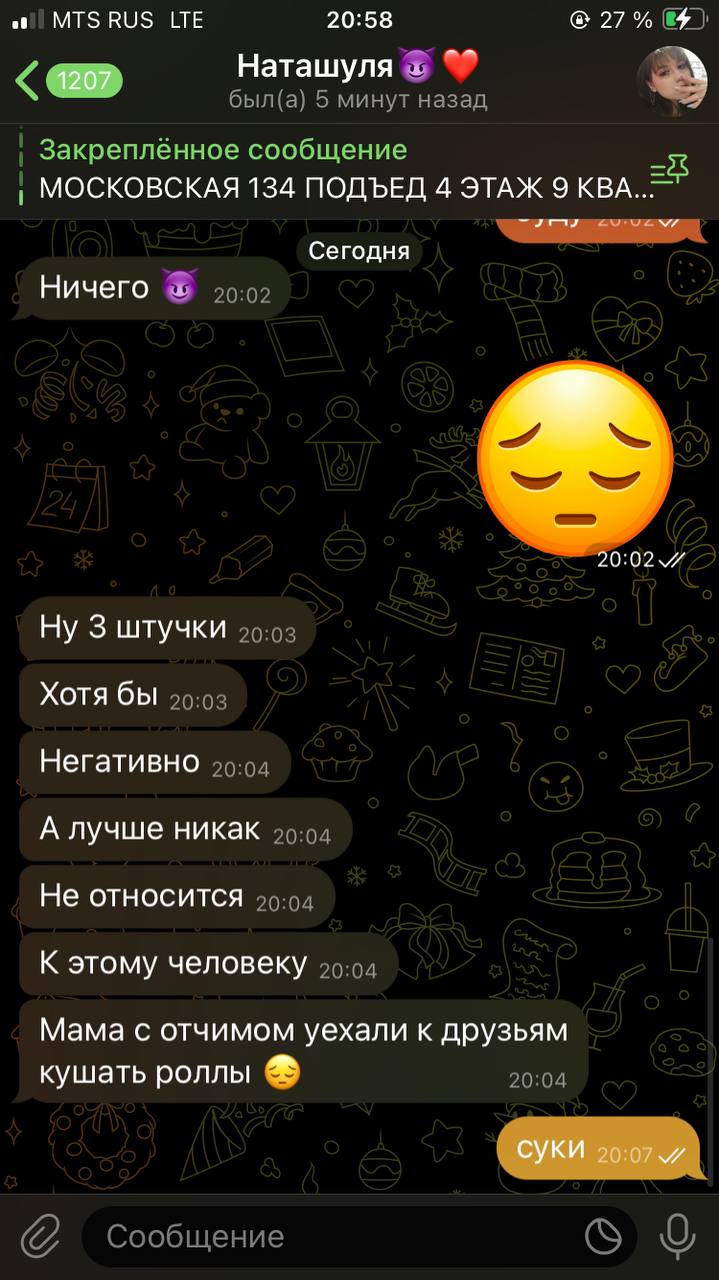 MTS RUS LTE 20:58 27 %
1207 Наташуля😈❤️
был(а) 5 минут назад
Закреплённое сообщение
МОСКОВСКАЯ 134 ПОДЪЕД 4 ЭТАЖ 9 КВА...
20:02
Сегодня
Ничего 😈 20:02
24
20:02
Ну 3 штучки 20:03
Хотя бы 20:03
Негативно 20:04
А лучше никак 20:04
Не относится 20:04
К этому человеку 20:04
Мама с отчимом уехали к друзьям
кушать роллы 😔 20:04
суки 20:07
Сообщение